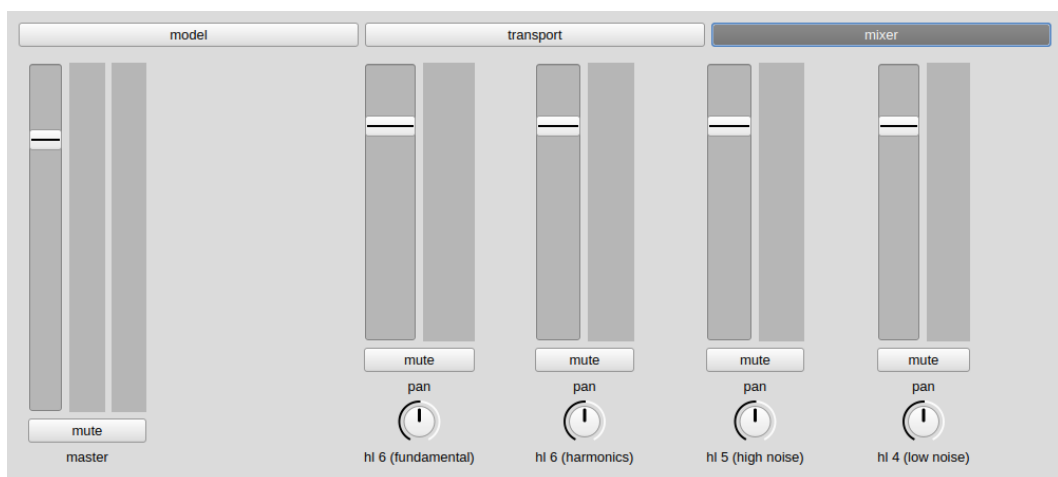 model
transport
mixer
mute
mute
mute
mute
pan
pan
pan
pan
mute
master
hl 6 (fundamental)
hl 6 (harmonics)
hl 5 (high noise)
hl 4 (low noise)